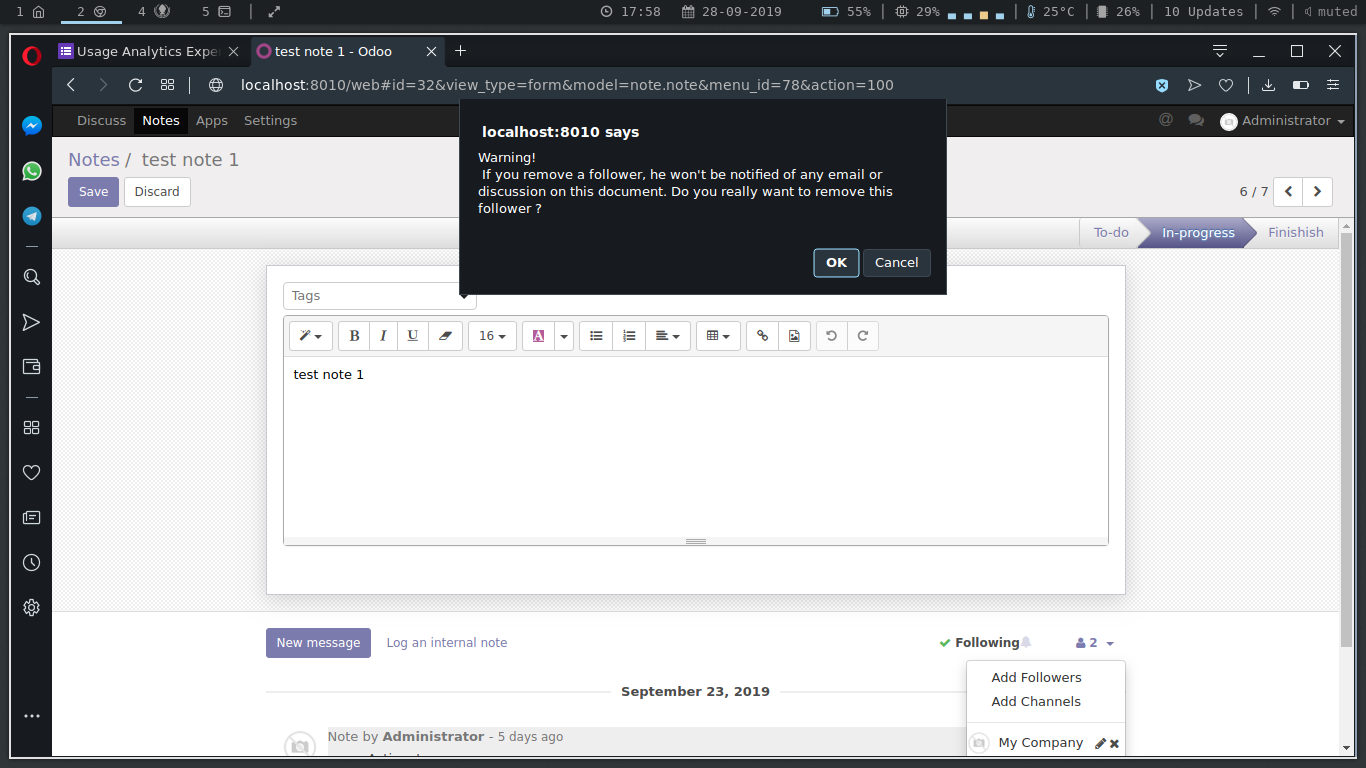 1 2 4 5 17:58 28-09-2019 55% 29% 25°C 26% 10 Updates muted
Usage Analytics Expe test note 1 - Odoo
localhost:8010/web#id=32&view_type=form&model=note.note&menu_id=78&action=100
Discuss Notes Apps Settings @ Administrator
localhost:8010 says
Warning!
If you remove a follower, he won't be notified of any email or
discussion on this document. Do you really want to remove this
follower ?
OK Cancel
Notes / test note 1
Save Discard 6 / 7
To-do In-progress Finishish
Tags
B I U 16 A
test note 1
New message Log an internal note Following 2
Add Followers
September 23, 2019
Add Channels
Note by Administrator - 5 days ago
My Company